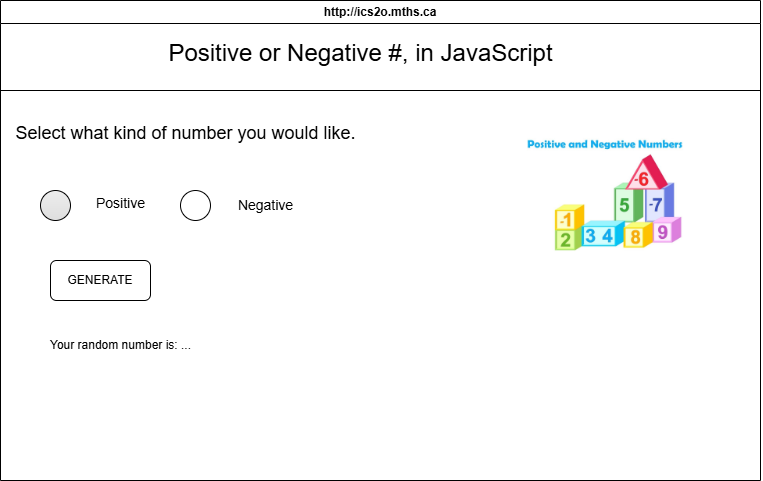 http://ics2o.mths.ca
Positive or Negative #, in JavaScript
Select what kind of number you would like.
Positive and Negative Numbers
-6
Positive
Negative
5 -7
-1
2 3 4 8 9
GENERATE
Your random number is: ...